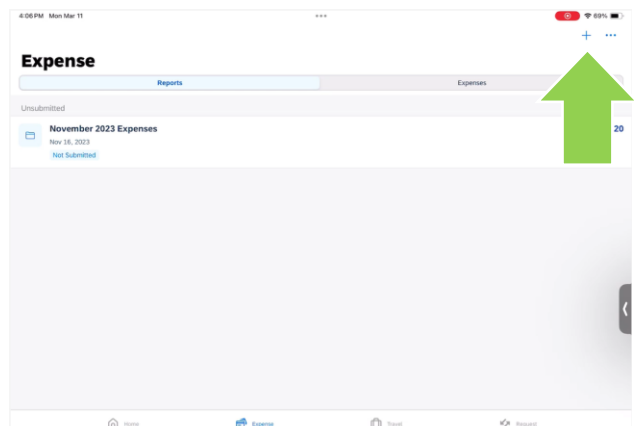 4:06 PM Mon Mar 11
69%
Expense
Reports
Expenses
Unsubmitted
November 2023 Expenses
20
Nov 16, 2023
Not Submitted
Home
Expense
Travel
Request